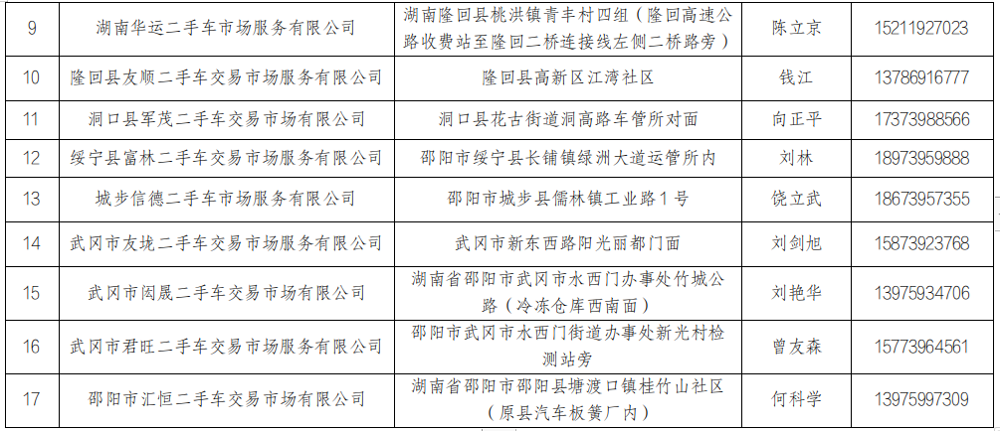 9 湖南华运二手车市场服务有限公司 湖南隆回县桃洪镇青丰村四组（隆回高速公 陈立京 15211927023
路收费站至隆回二桥连接线左侧二桥路旁）
10 隆回县友顺二手车交易市场服务有限公司 隆回县高新区江湾社区 钱江 13786916777
11 洞口县军茂二手车交易市场有限公司 洞口县花古街道洞高路车管所对面 向正平 17373988566
12 绥宁县富林二手车交易市场服务有限公司 邵阳市绥宁县长铺镇绿洲大道运管所内 刘林 18973959888
13 城步信德二手车市场服务有限公司 邵阳市城步县儒林镇工业路1号 饶立武 18673957355
14 武冈市友垅二手车交易市场服务有限公司 武冈市新东西路阳光丽都门面 刘剑旭 15873923768
15 武冈市闳晟二手车交易市场有限公司 湖南省邵阳市武冈市水西门办事处竹城公 刘艳华 13975934706
路（冷冻仓库西南面）
16 武冈市君旺二手车交易市场服务有限公司 邵阳市武冈市水西门街道办事处新光村检 曾友森 15773964561
测站旁
17 邵阳市汇恒二手车交易市场有限公司 湖南省邵阳市邵阳县塘渡口镇桂竹山社区 何科学 13975997309
（原县汽车板簧厂内）